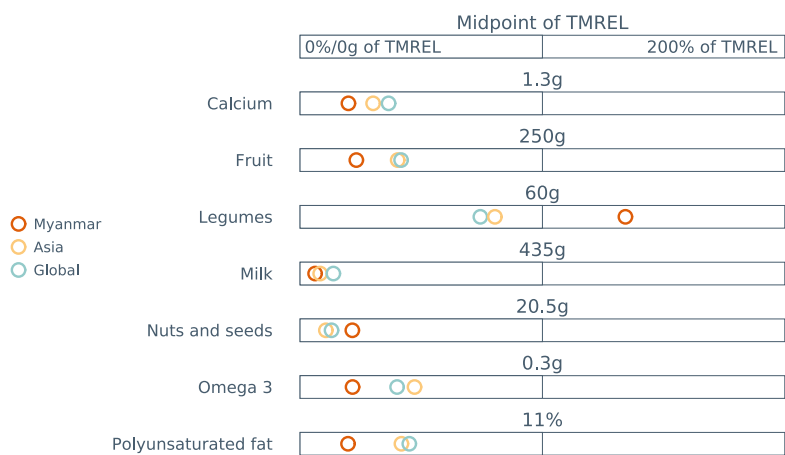 Midpoint of TMREL
0%/0g of TMREL 200% of TMREL
1.3g
Calcium
250g
Fruit
60g
Legumes
Myanmar
Asia
Global
435g
Milk
20.5g
Nuts and seeds
0.3g
Omega 3
11%
Polyunsaturated fat